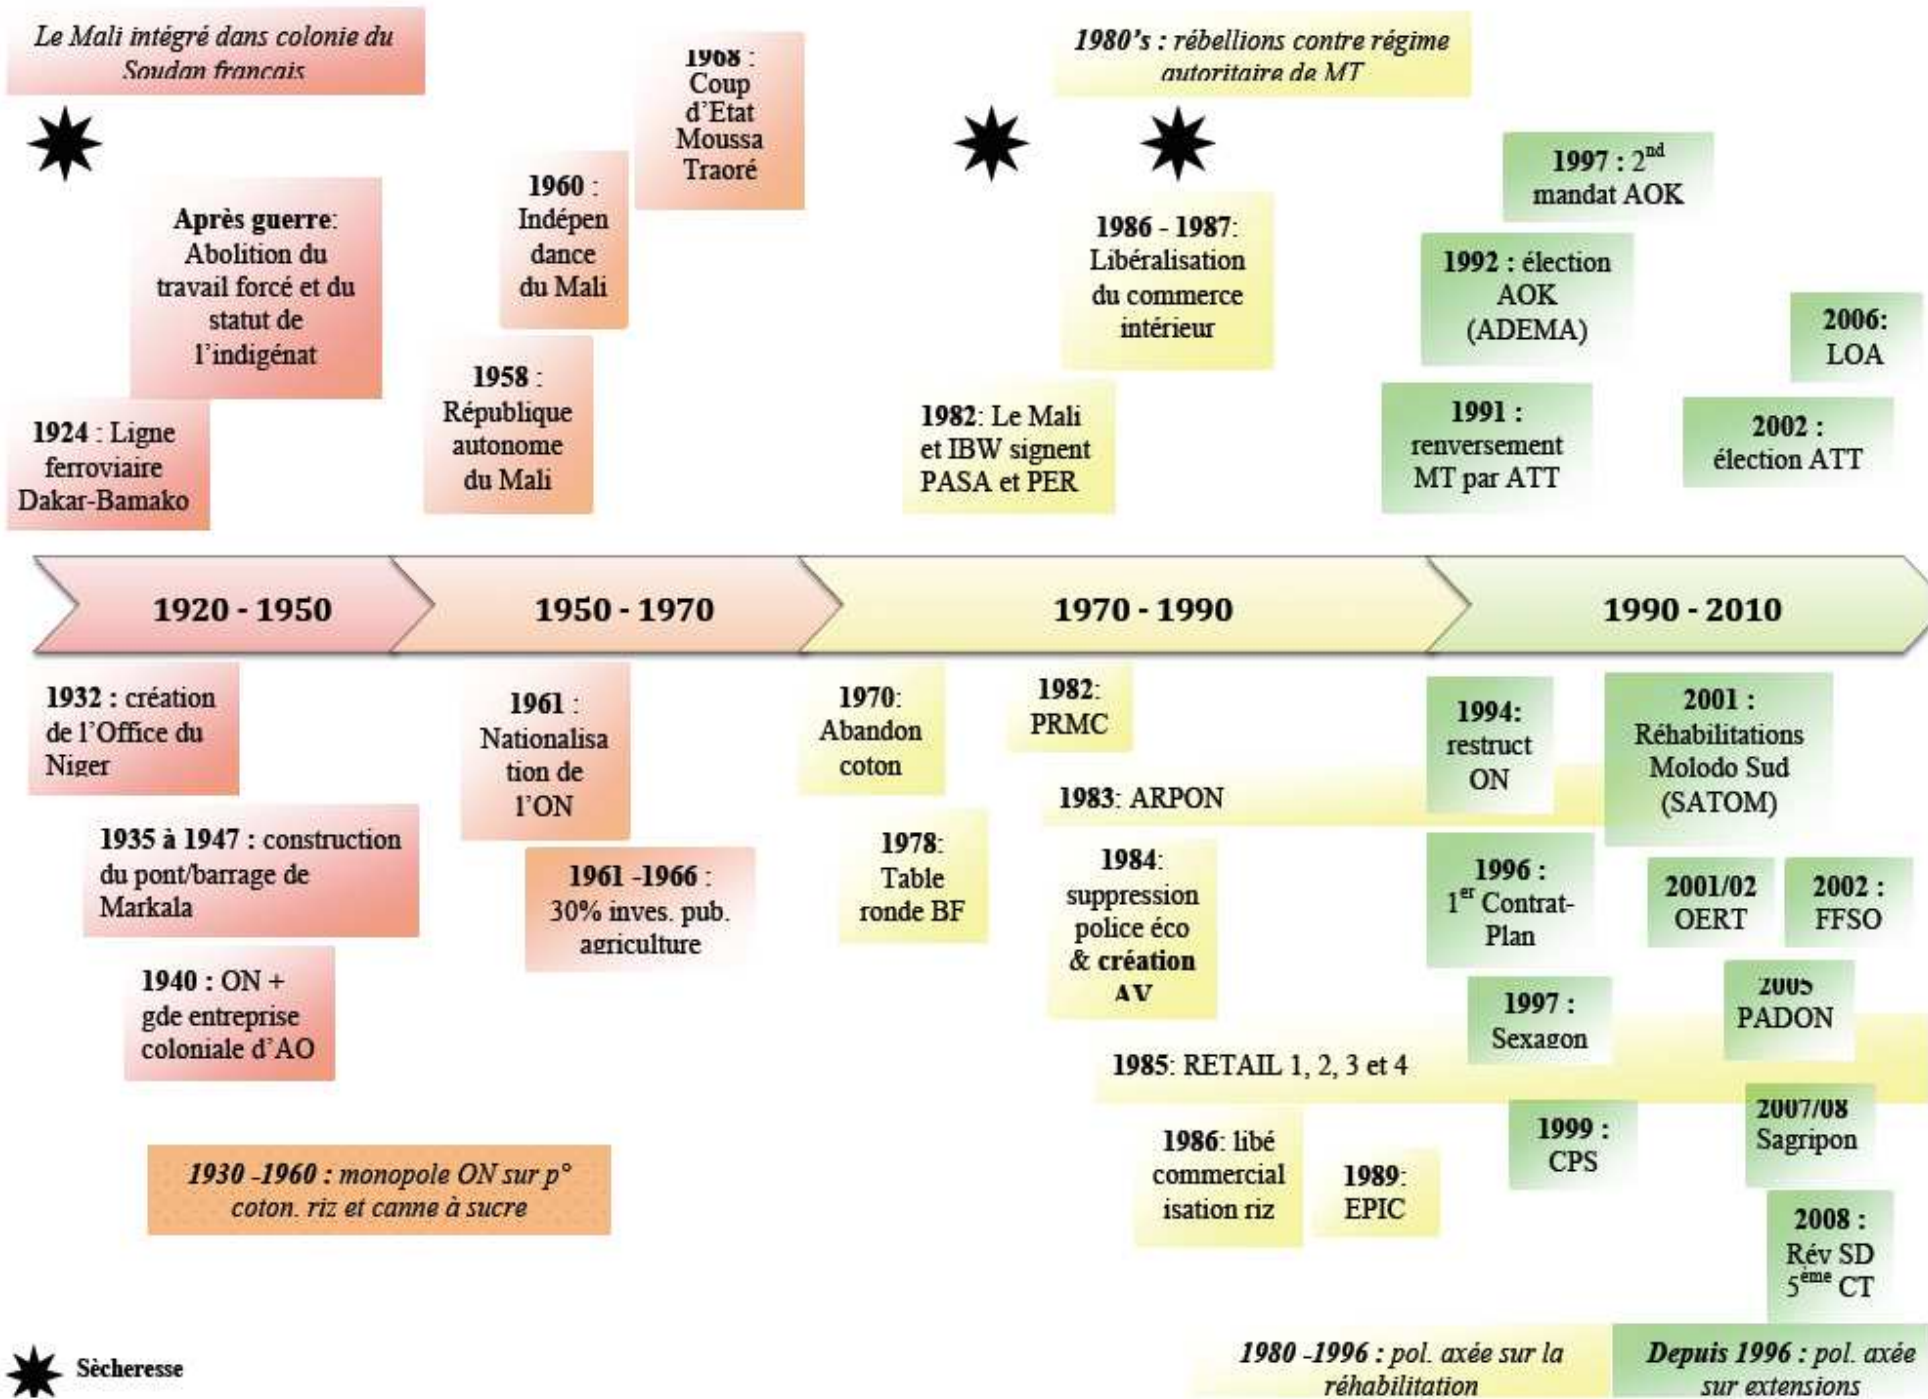 Le Mali intégré dans colonie du
Soudan français
1968 :
Coup
d'Etat
Moussa
Traoré
1980's : rébellions contre régime
autoritaire de MT
1997 : 2nd
mandat AOK
Après guerre:
Abolition du
travail forcé et du
statut de
l'indigénat
1960 :
Indépen
dance
du Mali
1986 - 1987:
Libéralisation
du commerce
intérieur
1992 : élection
AOK
(ADEMA)
2006:
LOA
1924 : Ligne
ferroviaire
Dakar-Bamako
1958 :
République
autonome
du Mali
1982: Le Mali
et IBW signent
PASA et PER
1991 :
renversement
MT par ATT
2002 :
élection ATT
1920 - 1950
1950 - 1970
1970 - 1990
1990 - 2010
1932 : création
de l'Office du
Niger
1961 :
Nationalisa
tion de
l'ON
1970:
Abandon
coton
1982:
PRMC
1994:
restruct
ON
2001 :
Réhabilitations
Molodo Sud
(SATOM)
1983: ARPON
1935 à 1947 : construction
du pont/barrage de
Markala
1961 -1966 :
30% inves. pub.
agriculture
1978:
Table
ronde BF
1984:
suppression
police éco
& création
AV
1996 :
1er Contrat-
Plan
2001/02
OERT
2002 :
FFSO
1940 : ON +
gde entreprise
coloniale d'AO
1997 :
Sexagon
2005
PADON
1985: RETAIL 1, 2, 3 et 4
1986: libé
commercial
isation riz
1989:
EPIC
1999 :
CPS
2007/08
Sagripon
1930 -1960 : monopole ON sur p°
coton. riz et canne à sucre
2008 :
Rév SD
5ème CT
Sècheresse
1980 -1996 : pol. axée sur la
réhabilitation
Depuis 1996 : pol. axée
sur extensions